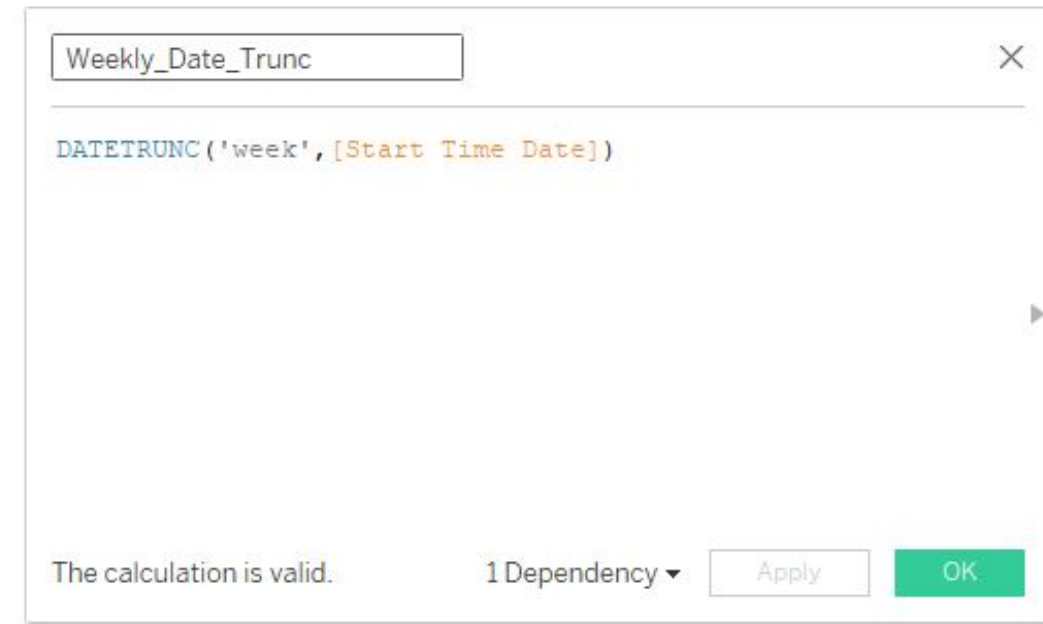 Weekly_Date_Trunc
DATETRUNC('week',[Start Time Date])
The calculation is valid. 1 Dependency Apply OK